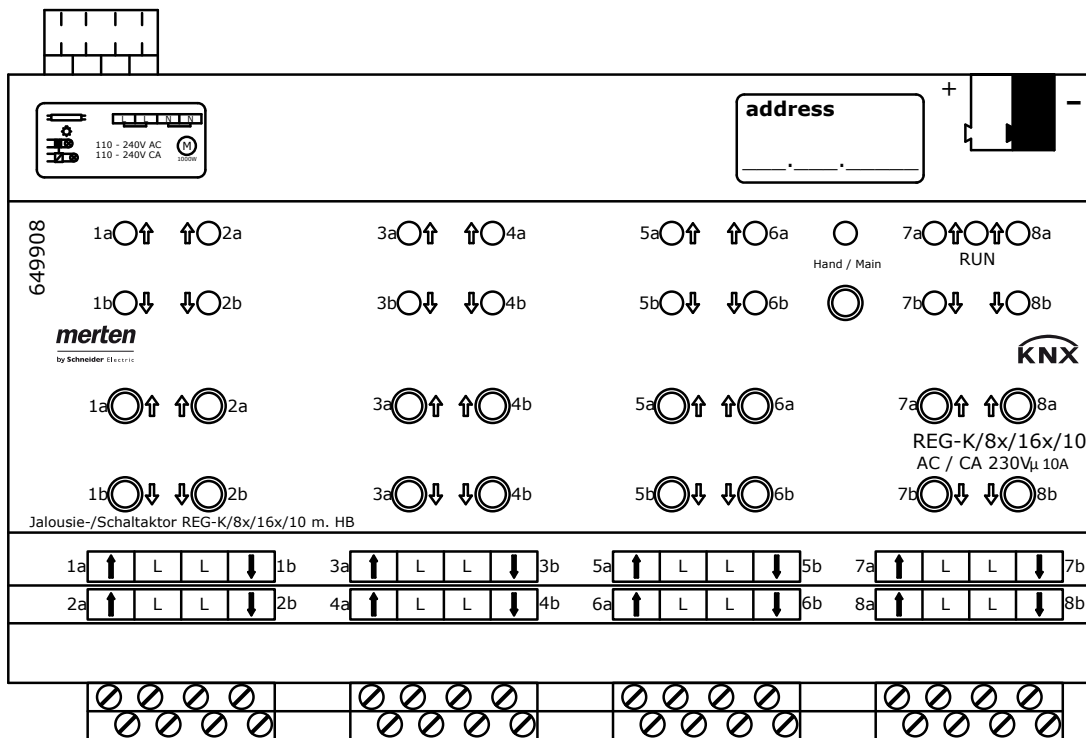 + -
address
____.____._______
L L N N
110 - 240V AC
110 - 240V CA
M
1000W
649908
1a 2a 3a 4a 5a 6a 7a 8a
Hand / Main
RUN
1b 2b 3b 4b 5b 6b 7b 8b
merten
by Schneider Electric
KNX
1a 2a 3a 4b 5a 6a 7a 8a
REG-K/8x/16x/10
AC / CA 230Vµ 10A
1b 2b 3a 4b 5b 6b 7b 8b
Jalousie-/Schaltaktor REG-K/8x/16x/10 m. HB
1a L L 1b 3a L L 3b 5a L L 5b 7a L L 7b
2a L L 2b 4a L L 4b 6a L L 6b 8a L L 8b